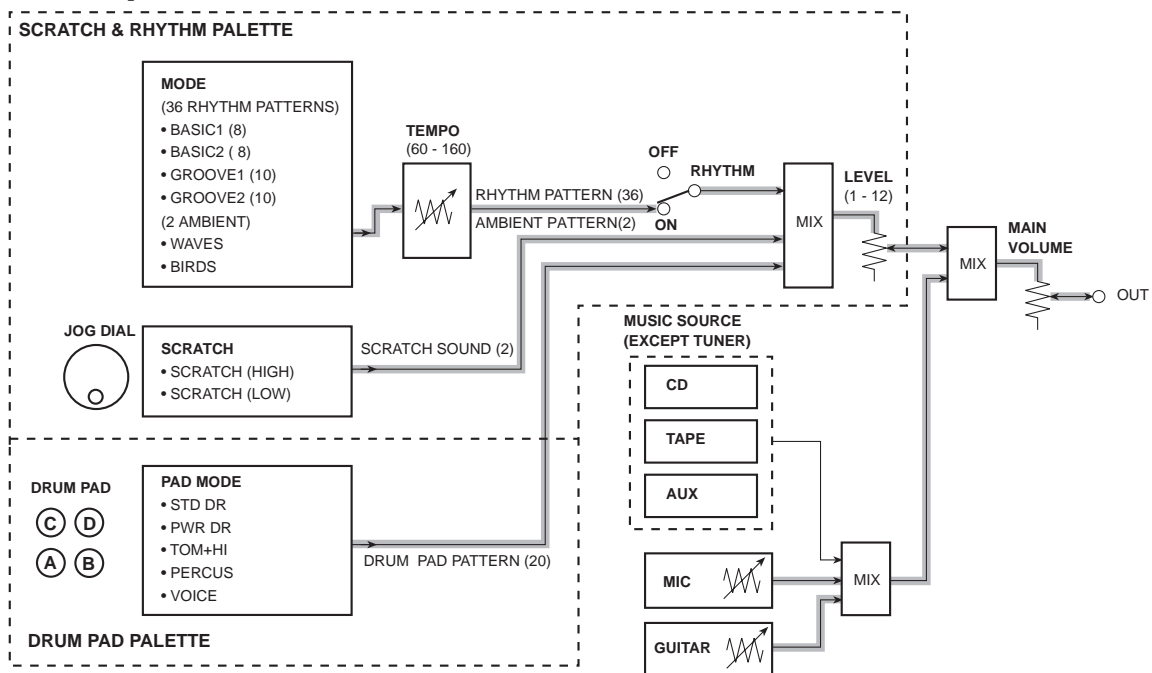 SCRATCH & RHYTHM PALETTE
MODE
(36 RHYTHM PATTERNS)
• BASIC1 (8)
• BASIC2 ( 8)
• GROOVE1 (10)
• GROOVE2 (10)
(2 AMBIENT)
• WAVES
• BIRDS
TEMPO
(60 - 160)
RHYTHM PATTERN (36)
AMBIENT PATTERN(2)
OFF
RHYTHM
ON
MIX
LEVEL
(1 - 12)
MIX
MAIN
VOLUME
OUT
JOG DIAL
SCRATCH
• SCRATCH (HIGH)
• SCRATCH (LOW)
SCRATCH SOUND (2)
MUSIC SOURCE
(EXCEPT TUNER)
CD
TAPE
AUX
DRUM PAD
C D
A B
PAD MODE
• STD DR
• PWR DR
• TOM+HI
• PERCUS
• VOICE
DRUM PAD PATTERN (20)
DRUM PAD PALETTE
MIC
GUITAR
MIX